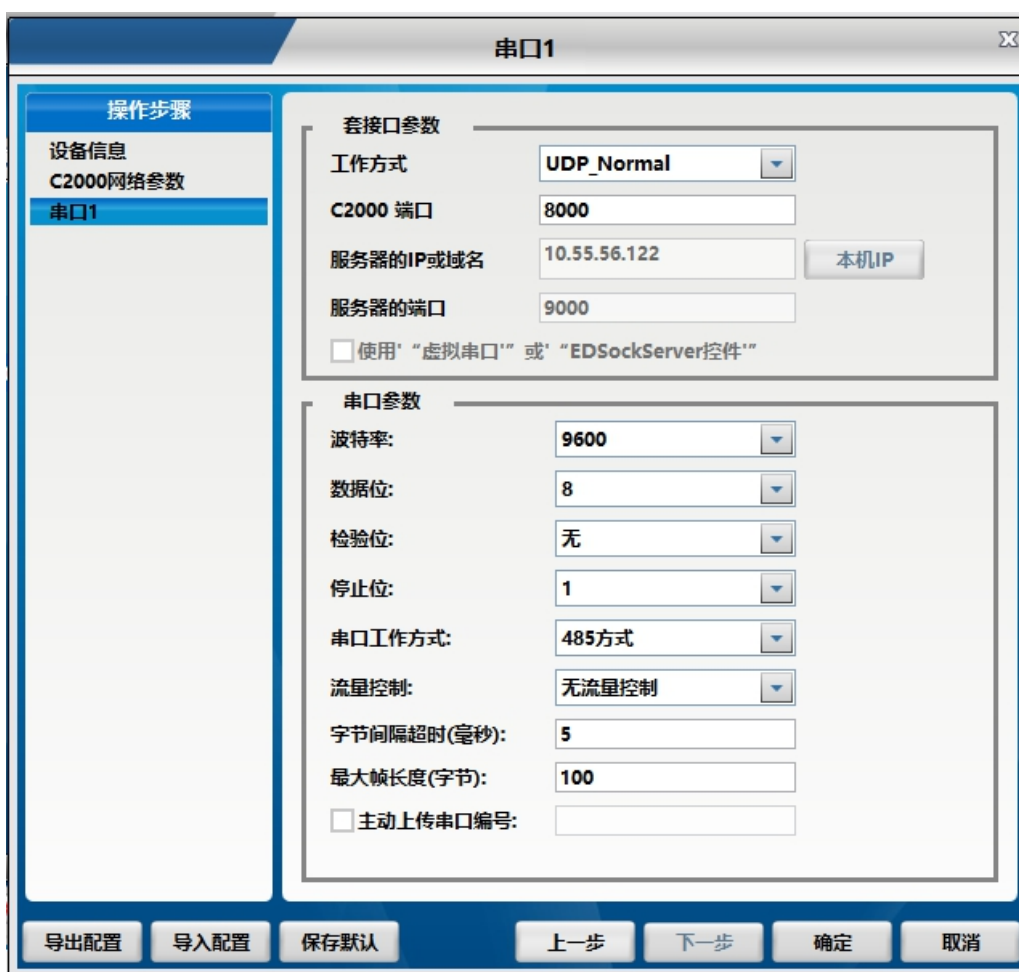 串口1
操作步骤
设备信息
C2000网络参数
串口1
套接口参数
工作方式 UDP_Normal
C2000 端口 8000
服务器的IP或域名 10.55.56.122 本机IP
服务器的端口 9000
使用' “虚拟串口'” 或' “EDSockServer控件'”
串口参数
波特率: 9600
数据位: 8
检验位: 无
停止位: 1
串口工作方式: 485方式
流量控制: 无流量控制
字节间隔超时(毫秒): 5
最大帧长度(字节): 100
主动上传串口编号:
导出配置 导入配置 保存默认 上一步 下一步 确定 取消